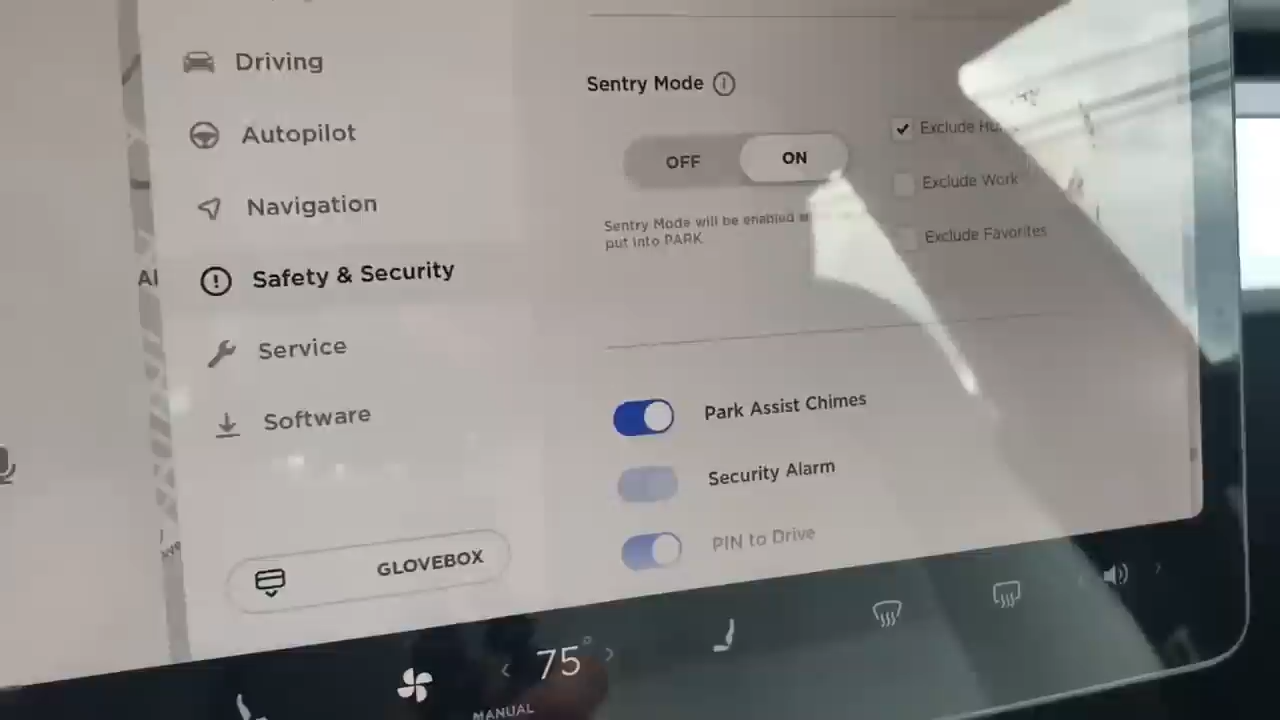 Driving
Autopilot
Navigation
Safety & Security
Service
Software
GLOVEBOX
Sentry Mode
OFF
ON
Sentry Mode will be enabled
put into PARK
Exclude
Exclude Work
Exclude Favorites
Park Assist Chimes
Security Alarm
PIN to Drive
75°
MANUAL